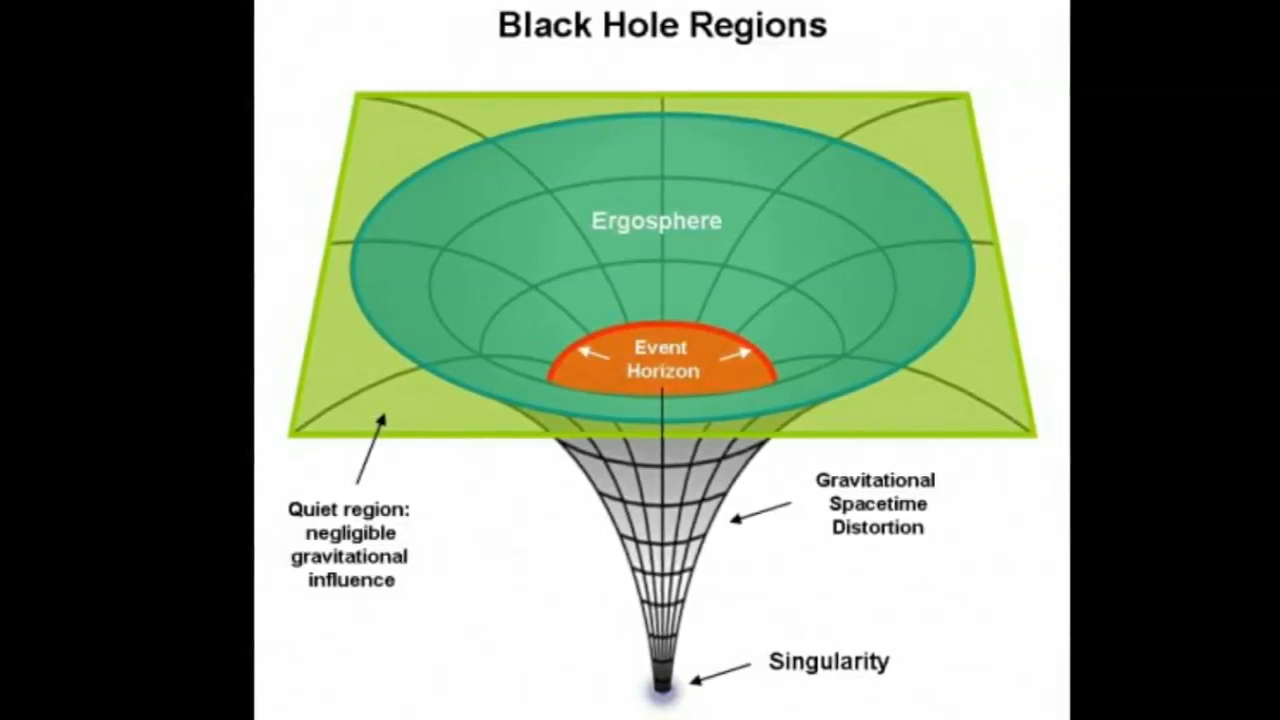 Black Hole Regions
Ergosphere
Event
Horizon
Quiet region:
negligible
gravitational
influence
Gravitational
Spacetime
Distortion
Singularity